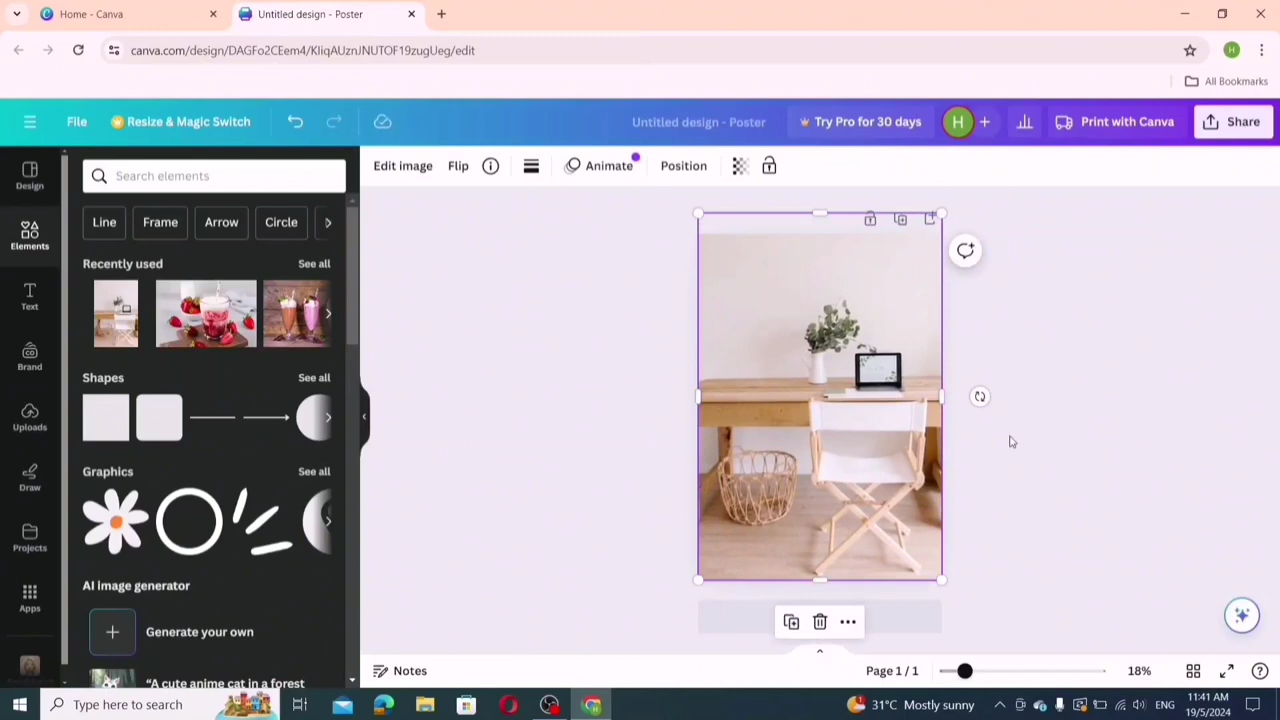 Home - Canva
Untitled design - Poster
canva.com/design/DAGFo2CEem4/KIiqAUznJNUTOF19zugUeg/edit
H
All Bookmarks
File
Resize & Magic Switch
Untitled design - Poster
Try Pro for 30 days
H
Print with Canva
Share
Design
Elements
Text
Brand
Uploads
Draw
Projects
Apps
Search elements
Line
Frame
Arrow
Circle
Recently used
See all
Shapes
See all
Graphics
See all
AI image generator
Generate your own
“A cute anime cat in a forest
Edit image
Flip
Animate
Position
Notes
Page 1 / 1
18%
Type here to search
31°C Mostly sunny
ENG
11:41 AM
19/5/2024